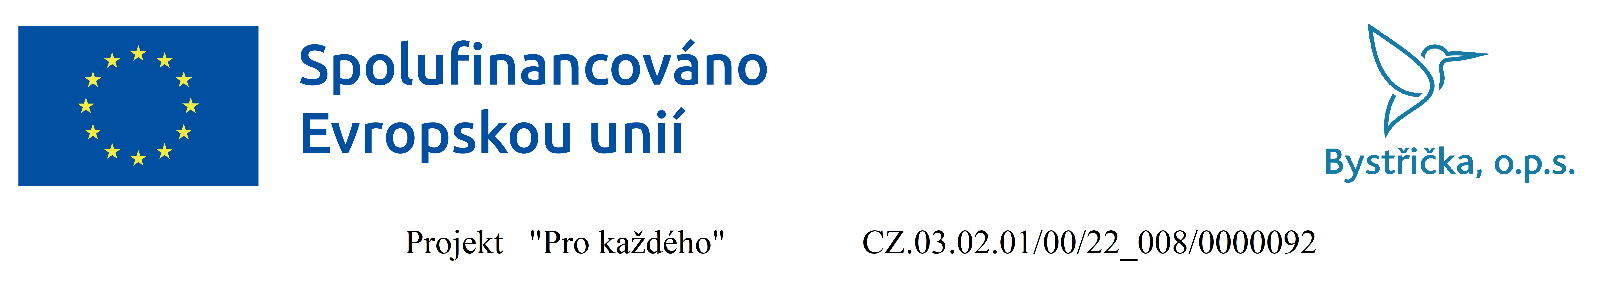 Spolufinancováno
Evropskou unií
Bystřička, o.p.s.
Projekt "Pro každého" CZ.03.02.01/00/22_008/0000092